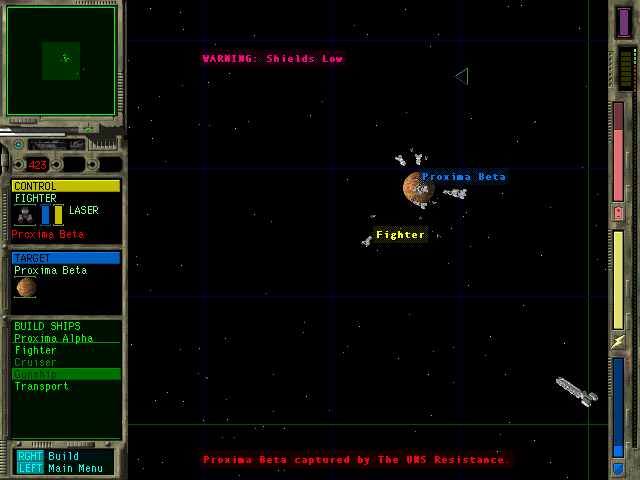 WARNING: Shields Low
Proxima Beta
Fighter
423
CONTROL
FIGHTER
LASER
Proxima Beta
TARGET
Proxima Beta
BUILD SHIPS
Proxima Alpha
Fighter
Cruiser
Gunship
Transport
RGHT Build
LEFT Main Menu
Proxima Beta captured by The UNS Resistance.